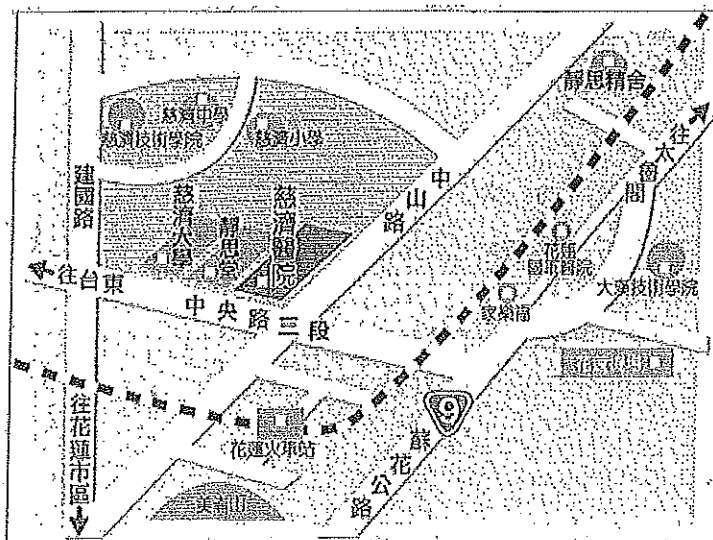 靜思精舍
慈濟中學
慈濟技術學院
慈濟小學
往太魯閣
中山路
建國路
慈濟大學
靜思堂
慈濟醫院
花蓮
國軍醫院
大漢技術學院
往台東
家樂福
中央路三段
9
往花蓮市區
花蓮火車站
蘇花公路
美崙山